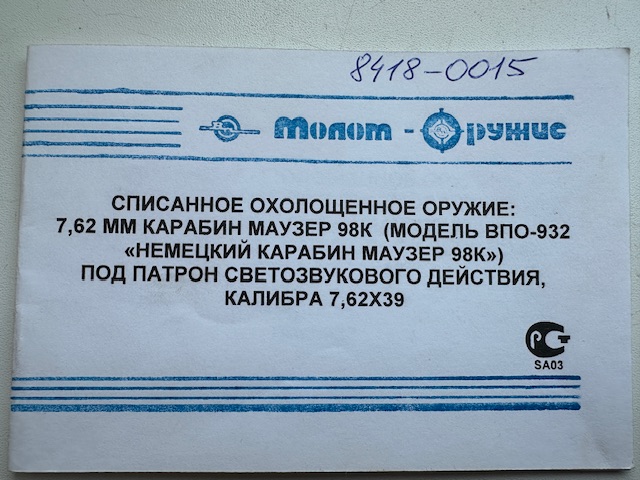 8418-0015
Молот - Оружие
СПИСАННОЕ ОХОЛОЩЕННОЕ ОРУЖИЕ:
7,62 ММ КАРАБИН МАУЗЕР 98К (МОДЕЛЬ ВПО-932
«НЕМЕЦКИЙ КАРАБИН МАУЗЕР 98К»)
ПОД ПАТРОН СВЕТОЗВУКОВОГО ДЕЙСТВИЯ,
КАЛИБРА 7,62Х39
РСТ
SA03